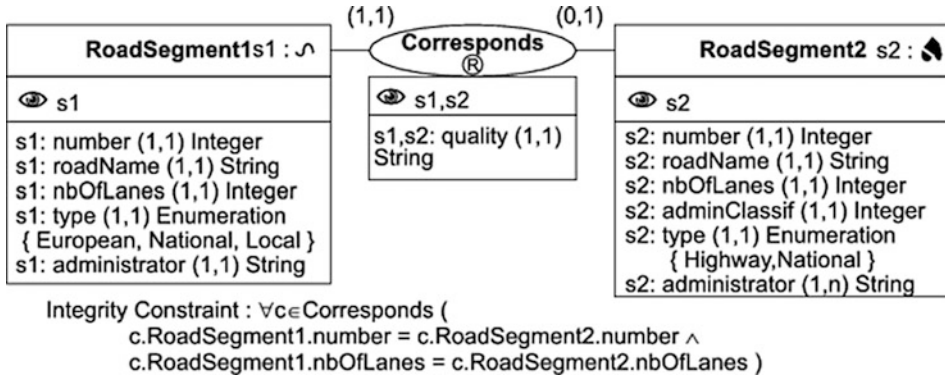 (1,1)
(0,1)
RoadSegment1s1 :
Corresponds
R
RoadSegment2 s2 :
s1
s1,s2
s2
s1: number (1,1) Integer
s1: roadName (1,1) String
s1: nbOfLanes (1,1) Integer
s1: type (1,1) Enumeration
{ European, National, Local }
s1: administrator (1,1) String
s1,s2: quality (1,1)
String
s2: number (1,1) Integer
s2: roadName (1,1) String
s2: nbOfLanes (1,1) Integer
s2: adminClassif (1,1) Integer
s2: type (1,1) Enumeration
{ Highway,National }
s2: administrator (1,n) String
Integrity Constraint : ∀c∈Corresponds (
c.RoadSegment1.number = c.RoadSegment2.number ∧
c.RoadSegment1.nbOfLanes = c.RoadSegment2.nbOfLanes )